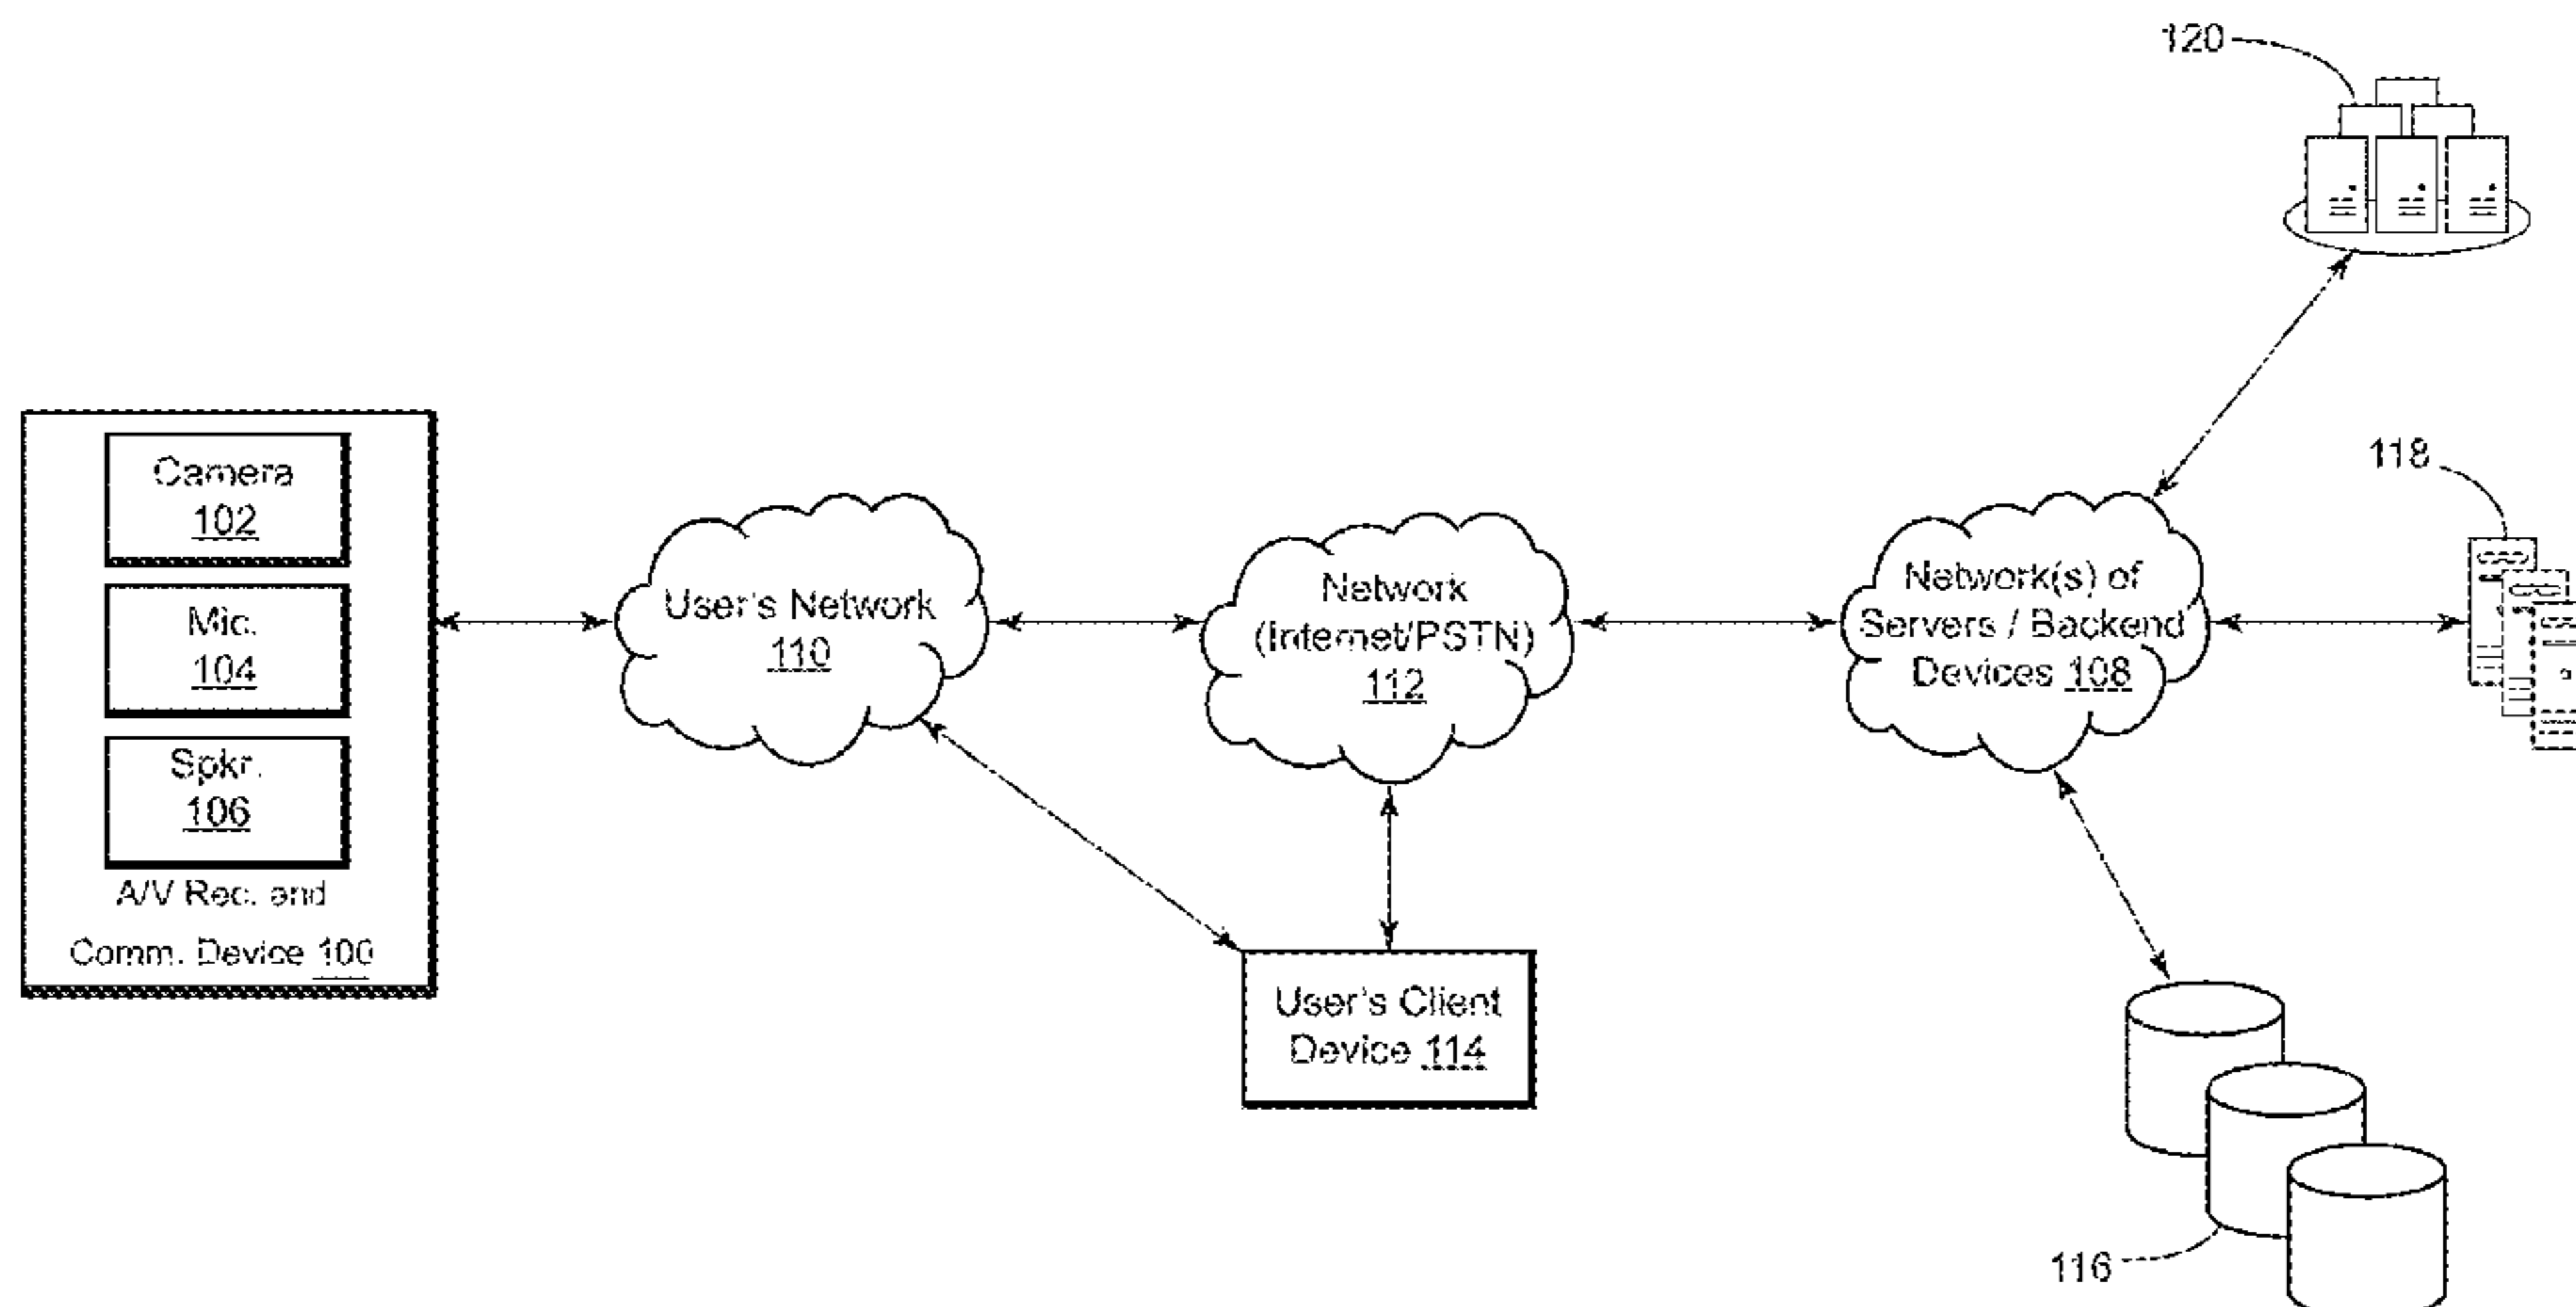 120
118
Camera
102
Mic.
104
Spkr.
106
A/V Rec. and
Comm. Device 100
User's Network
110
Network
(Internet/PSTN)
112
Network(s) of
Servers / Backend
Devices 108
User's Client
Device 114
116